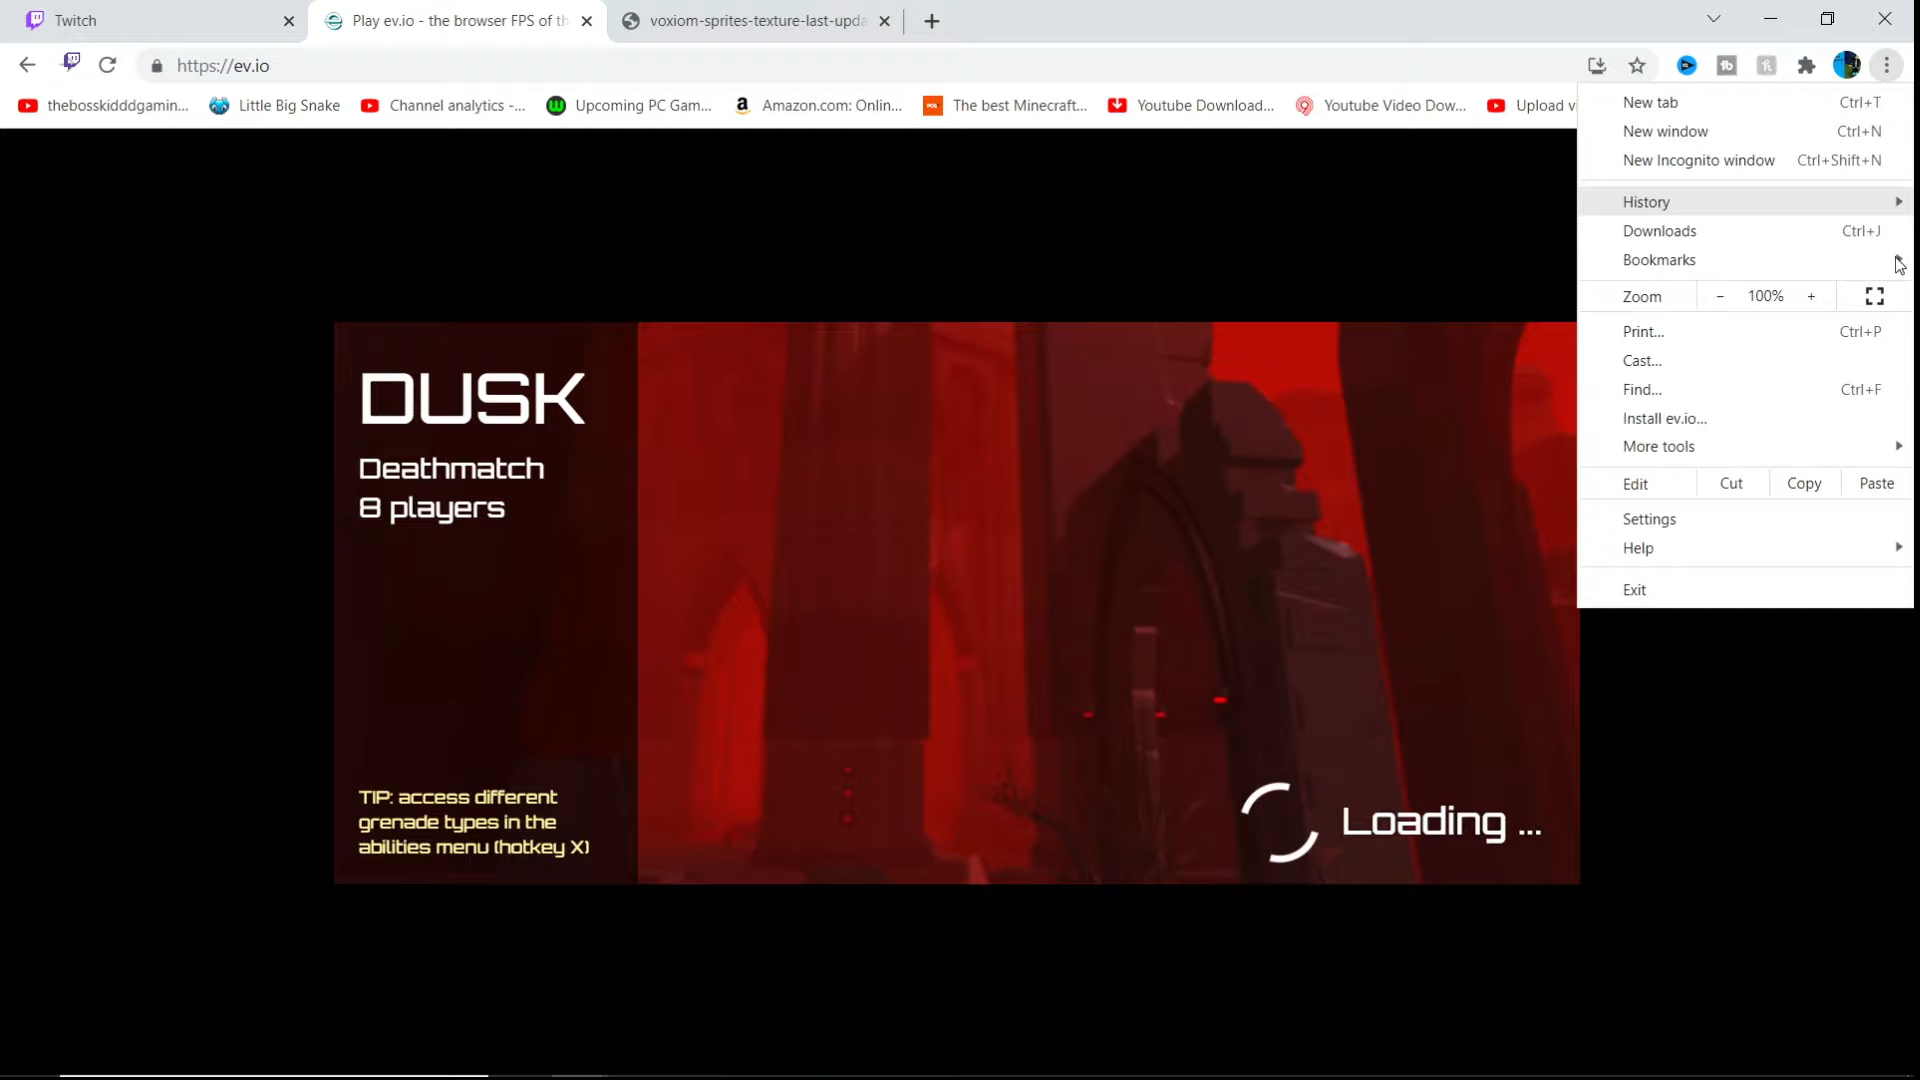 Twitch
Play ev.io - the browser FPS of th
voxiom-sprites-texture-last-upda
https://ev.io
thebosskidddgamin...
Little Big Snake
Channel analytics -...
Upcoming PC Gam...
Amazon.com: Onlin...
The best Minecraft...
Youtube Download...
Youtube Video Dow...
Upload v
New tab Ctrl+T
New window Ctrl+N
New Incognito window Ctrl+Shift+N
History
Downloads Ctrl+J
Bookmarks
Zoom - 100% +
Print... Ctrl+P
Cast...
Find... Ctrl+F
Install ev.io...
More tools
Edit Cut Copy Paste
Settings
Help
Exit
DUSK
Deathmatch
8 players
TIP: access different
grenade types in the
abilities menu (hotkey X)
Loading ...